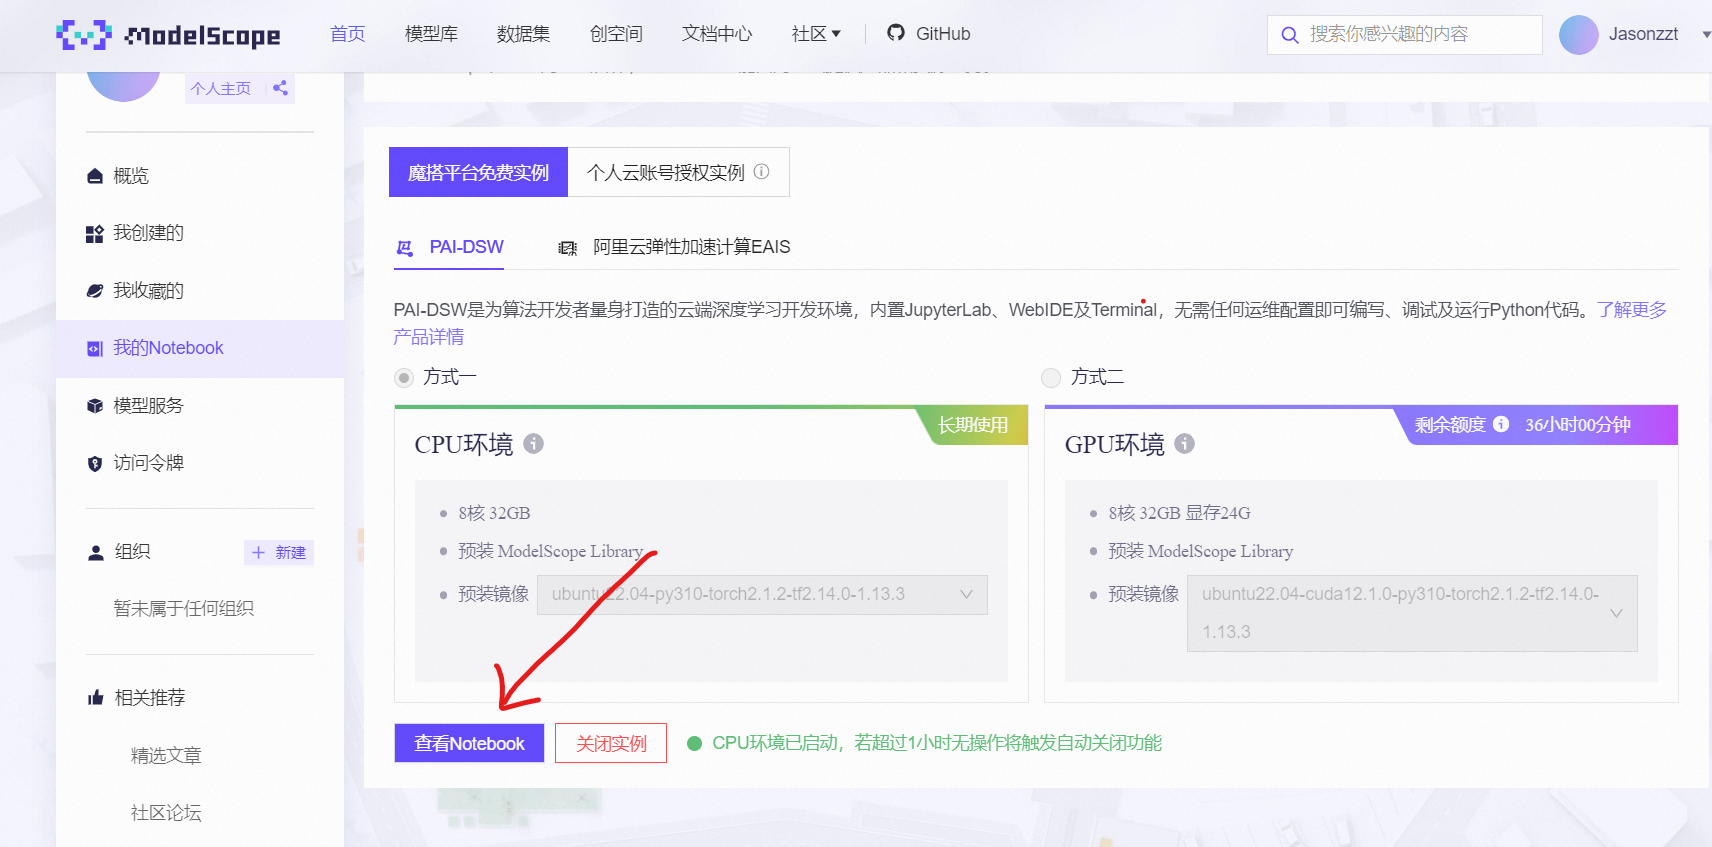 ModelScope 首页 模型库 数据集 创空间 文档中心 社区 GitHub 搜索你感兴趣的内容 Jasonzzt
个人主页
概览
我创建的
我收藏的
我的Notebook
模型服务
访问令牌
组织 + 新建
暂未属于任何组织
相关推荐
精选文章
社区论坛
魔搭平台免费实例 个人云账号授权实例
PAI-DSW 阿里云弹性加速计算EAIS
PAI-DSW是为算法开发者量身打造的云端深度学习开发环境，内置JupyterLab、WebIDE及Terminal，无需任何运维配置即可编写、调试及运行Python代码。了解更多
产品详情
方式一
长期使用
CPU环境
8核 32GB
预装 ModelScope Library
预装镜像 ubuntu22.04-py310-torch2.1.2-tf2.14.0-1.13.3
方式二
剩余额度 36小时00分钟
GPU环境
8核 32GB 显存24G
预装 ModelScope Library
预装镜像 ubuntu22.04-cuda12.1.0-py310-torch2.1.2-tf2.14.0-
1.13.3
查看Notebook 关闭实例 CPU环境已启动，若超过1小时无操作将触发自动关闭功能